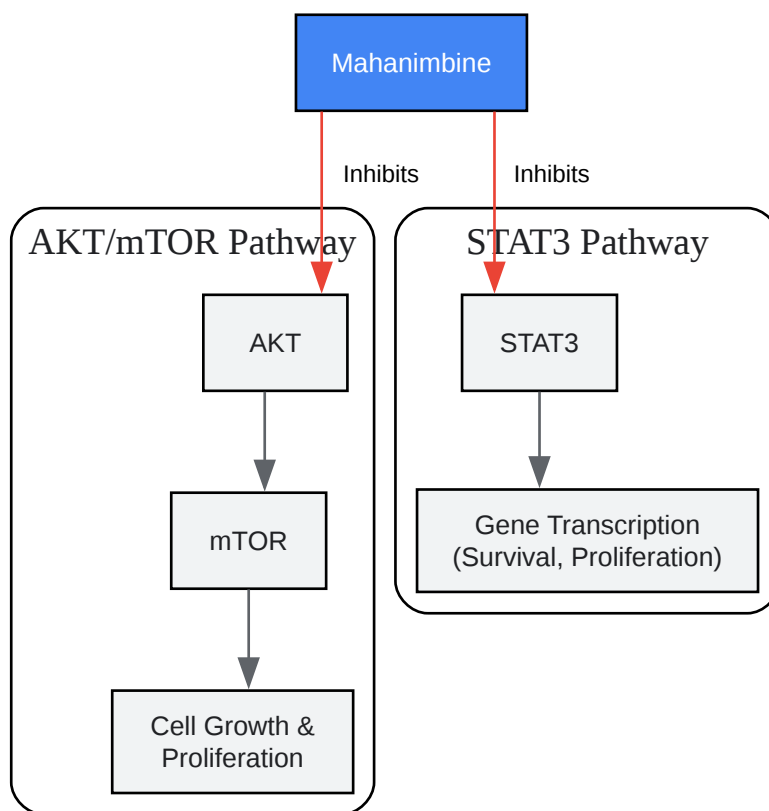 Mahanimbine
Inhibits
Inhibits
AKT/mTOR Pathway
STAT3 Pathway
AKT
STAT3
mTOR
Gene Transcription
(Survival, Proliferation)
Cell Growth &
Proliferation